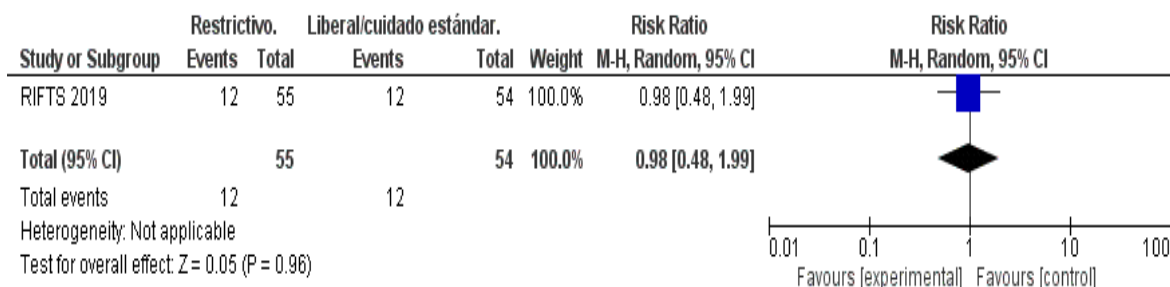 Restrictivo. Liberal/cuidado estándar. Risk Ratio Risk Ratio
Study or Subgroup Events Total Events Total Weight M-H, Random, 95% CI M-H, Random, 95% CI
RIFTS 2019 12 55 12 54 100.0% 0.98 [0.48, 1.99]
Total (95% CI) 55 54 100.0% 0.98 [0.48, 1.99]
Total events 12 12
Heterogeneity: Not applicable
Test for overall effect: Z = 0.05 (P = 0.96)
0.01 0.1 1 10 100
Favours [experimental] Favours [control]